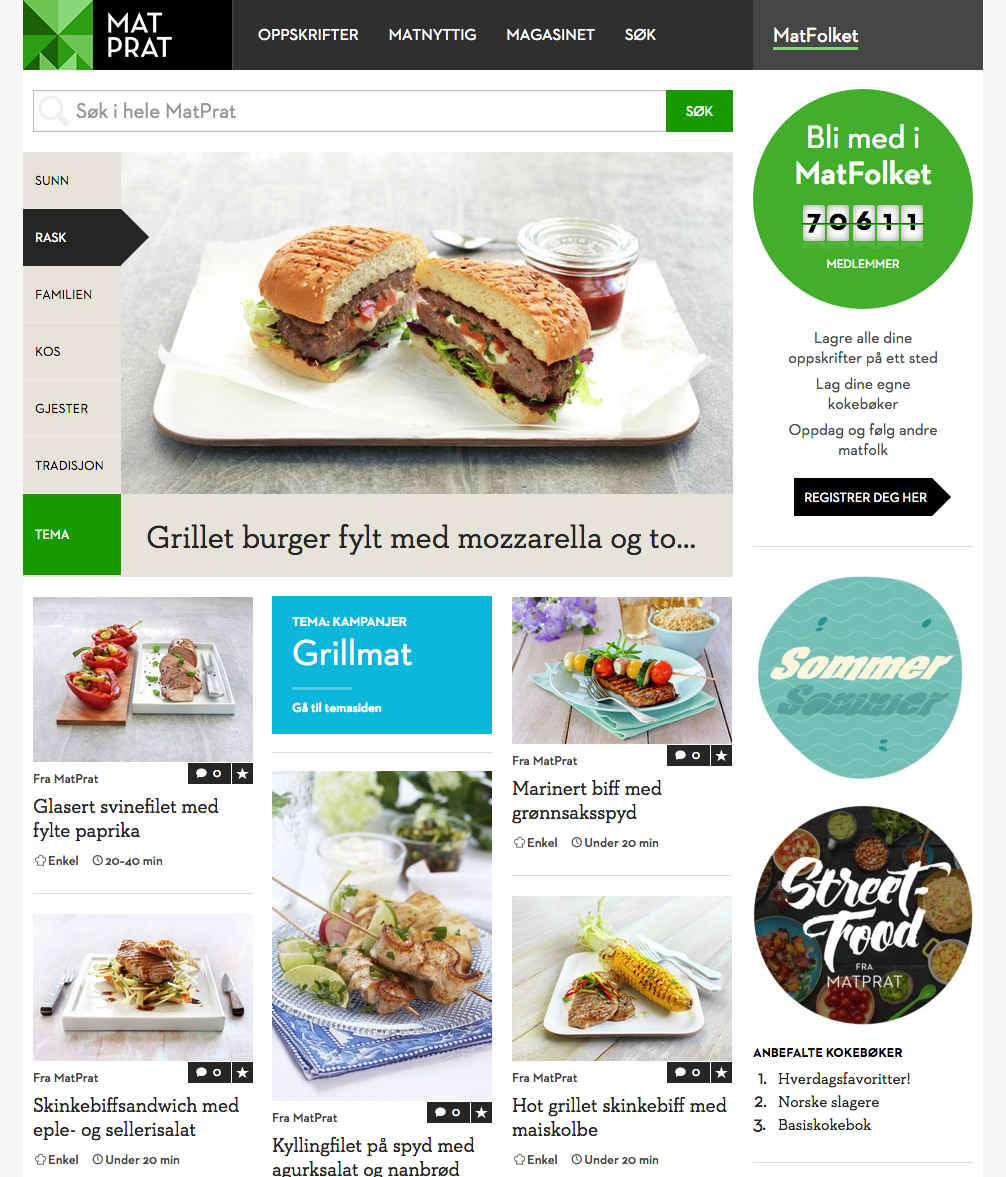 MAT
PRAT
OPPSKRIFTER
MATNYTTIG
MAGASINET
SØK
MatFolket
Søk i hele MatPrat
SØK
SUNN
RASK
FAMILIEN
KOS
GJESTER
TRADISJON
TEMA
Grillet burger fylt med mozzarella og to...
Fra MatPrat
0
Glasert svinefilet med
fylte paprika
Enkel
20-40 min
Fra MatPrat
0
Skinkebiffsandwich med
eple- og sellerisalat
Enkel
Under 20 min
TEMA: KAMPANJER
Grillmat
Gå til temasiden
Fra MatPrat
0
Kyllingfilet på spyd med
agurksalat og nanbrød
Fra MatPrat
0
Marinert biff med
grønnsaksspyd
Enkel
Under 20 min
Fra MatPrat
0
Hot grillet skinkebiff med
maiskolbe
Enkel
Under 20 min
Bli med i
MatFolket
70611
MEDLEMMER
Lagre alle dine
oppskrifter på ett sted
Lag dine egne
kokebøker
Oppdag og følg andre
matfolk
REGISTRER DEG HER
Sommer
Sommer
Street-
Food
FRA
MATPRAT
ANBEFALTE KOKEBØKER
1. Hverdagsfavoritter!
2. Norske slagere
3. Basiskokebok